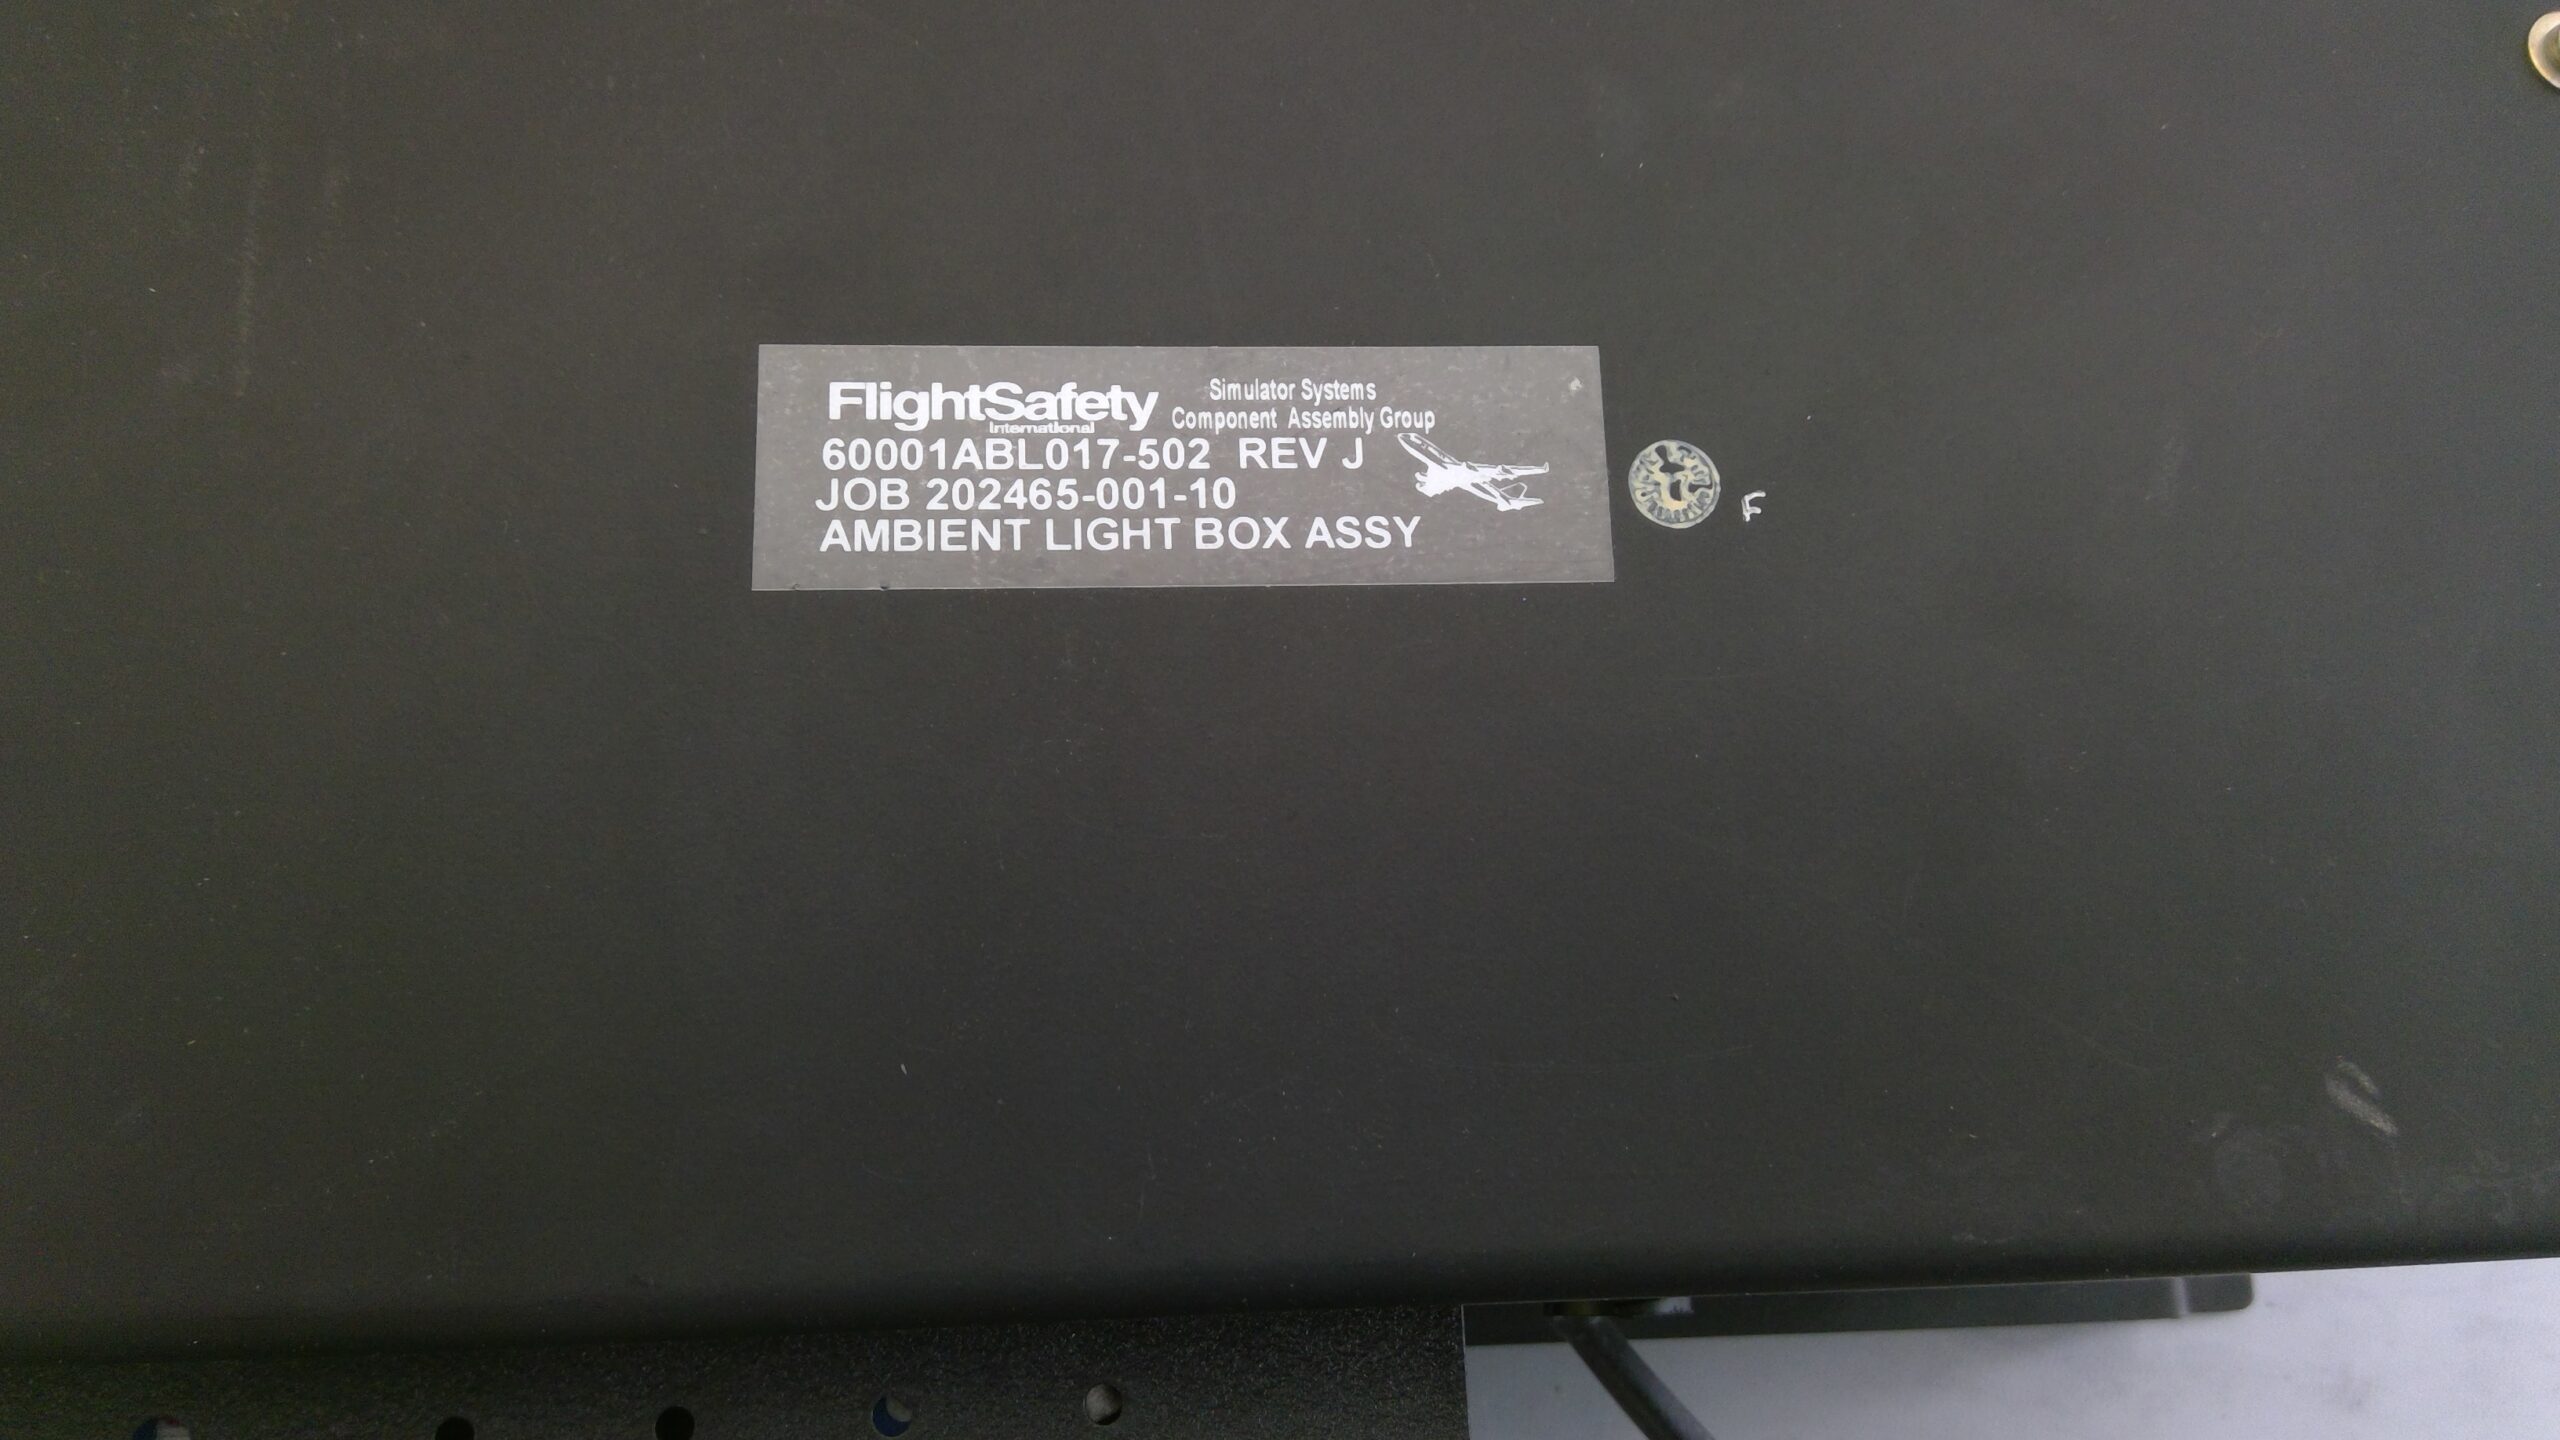 FlightSafety
International
Simulator Systems
Component Assembly Group
60001ABL017-502 REV J
JOB 202465-001-10
AMBIENT LIGHT BOX ASSY
F